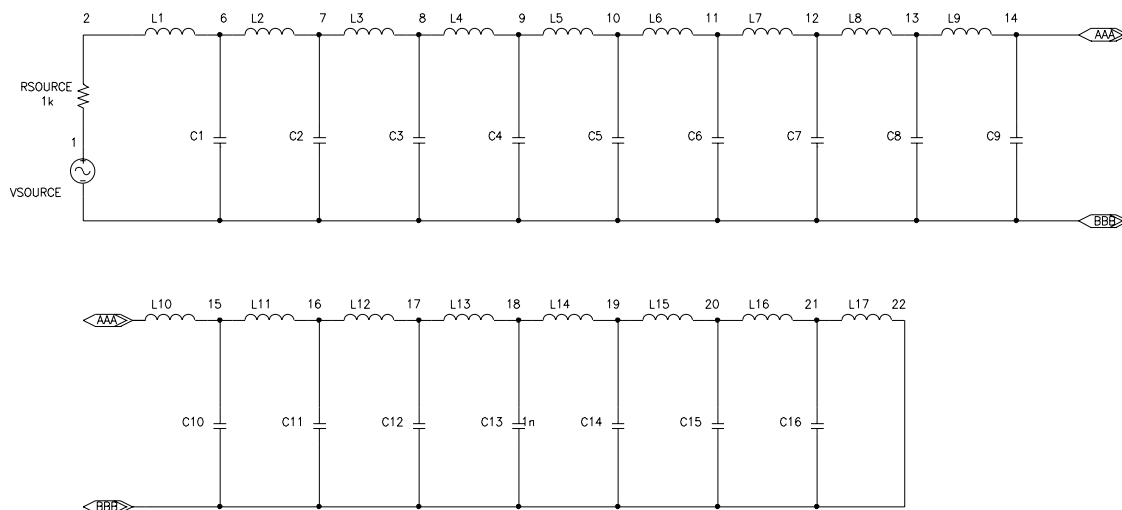 2 L1 6 L2 7 L3 8 L4 9 L5 10 L6 11 L7 12 L8 13 L9 14
AAA
RSOURCE
1k
C1 C2 C3 C4 C5 C6 C7 C8 C9
1
VSOURCE
BBB
L10 15 L11 16 L12 17 L13 18 L14 19 L15 20 L16 21 L17 22
AAA
C10 C11 C12 C13 1n C14 C15 C16
BBB